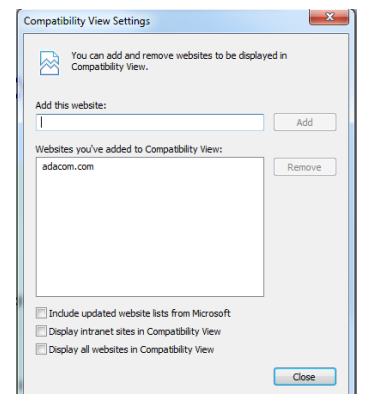 Compatibility View Settings
You can add and remove websites to be displayed in
Compatibility View.
Add this website:
Add
Websites you've added to Compatibility View:
adacom.com
Remove
Include updated website lists from Microsoft
Display intranet sites in Compatibility View
Display all websites in Compatibility View
Close